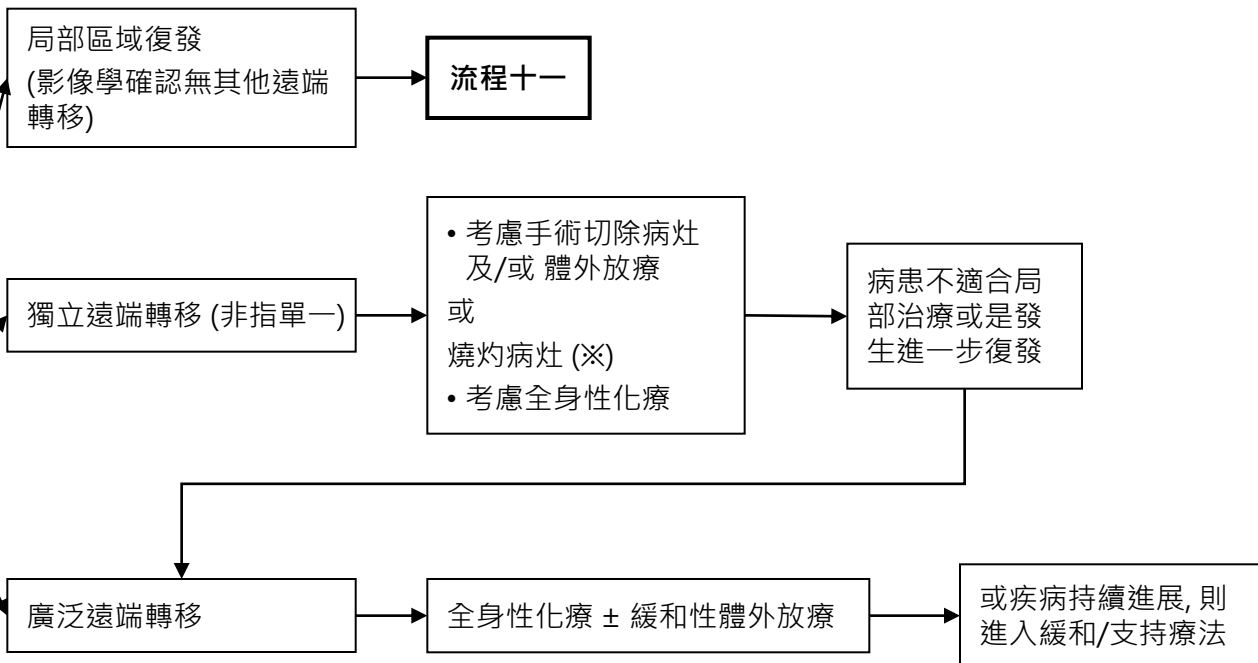 局部區域復發
(影像學確認無其他遠端
轉移)
流程十一
獨立遠端轉移 (非指單一)
• 考慮手術切除病灶
及/或 體外放療
或
燒灼病灶 (※)
• 考慮全身性化療
病患不適合局
部治療或是發
生進一步復發
廣泛遠端轉移
全身性化療 ± 緩和性體外放療
或疾病持續進展, 則
進入緩和/支持療法